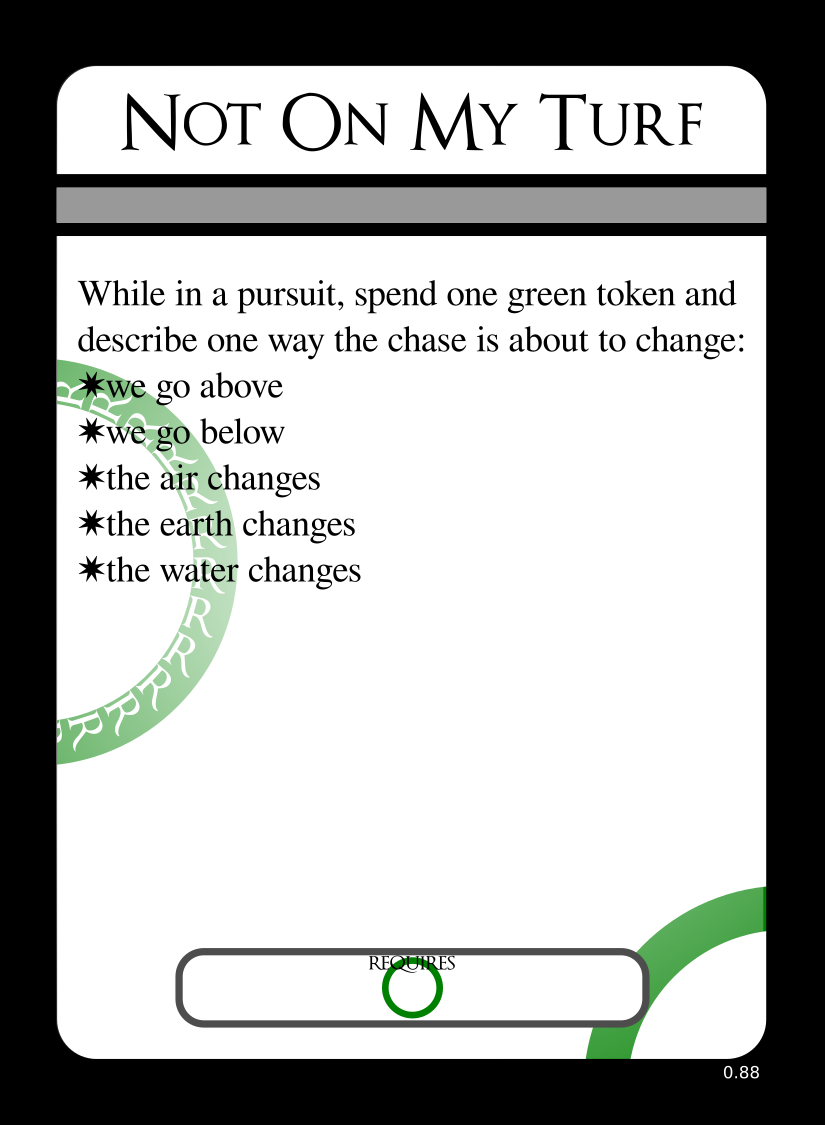 Not On My Turf
While in a pursuit, spend one green token and
describe one way the chase is about to change:
✷we go above
✷we go below
✷the air changes
✷the earth changes
✷the water changes
R R R R R R R R R R R R R R
REQUIRES
0.88